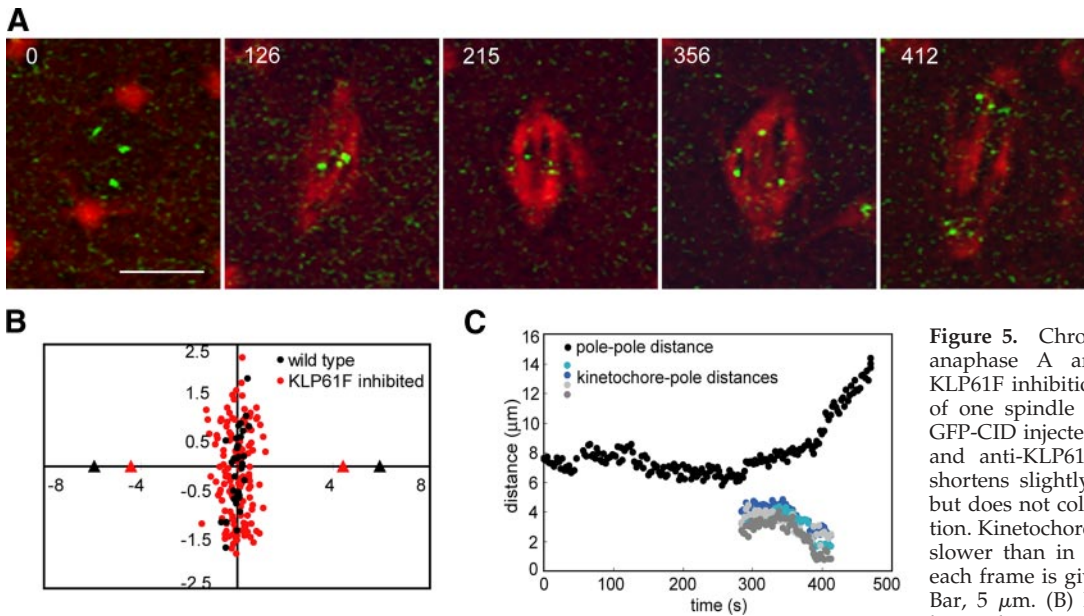 A
0
126
215
356
412
B
2.5
1.5
0.5
-0.5
-1.5
-2.5
-8
-4
4
8
wild type
KLP61F inhibited
C
16
14
12
10
8
6
4
2
0
distance (μm)
0
100
200
300
400
500
time (s)
pole-pole distance
kinetochore-pole distances
Figure 5. Chro
anaphase A an
KLP61F inhibition
of one spindle
GFP-CID injecte
and anti-KLP61
shortens slightly
but does not col
tion. Kinetochore
slower than in
each frame is giv
Bar, 5 μm. (B)